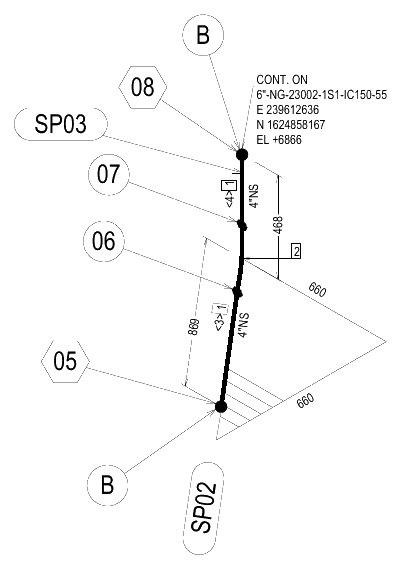 B
08
CONT. ON
6"-NG-23002-1S1-IC150-55
E 239612636
N 1624858167
EL +6866
SP03
07
<4> 1
4"NS
468
06
2
660
869
<3> 1
4"NS
05
660
B
SP02